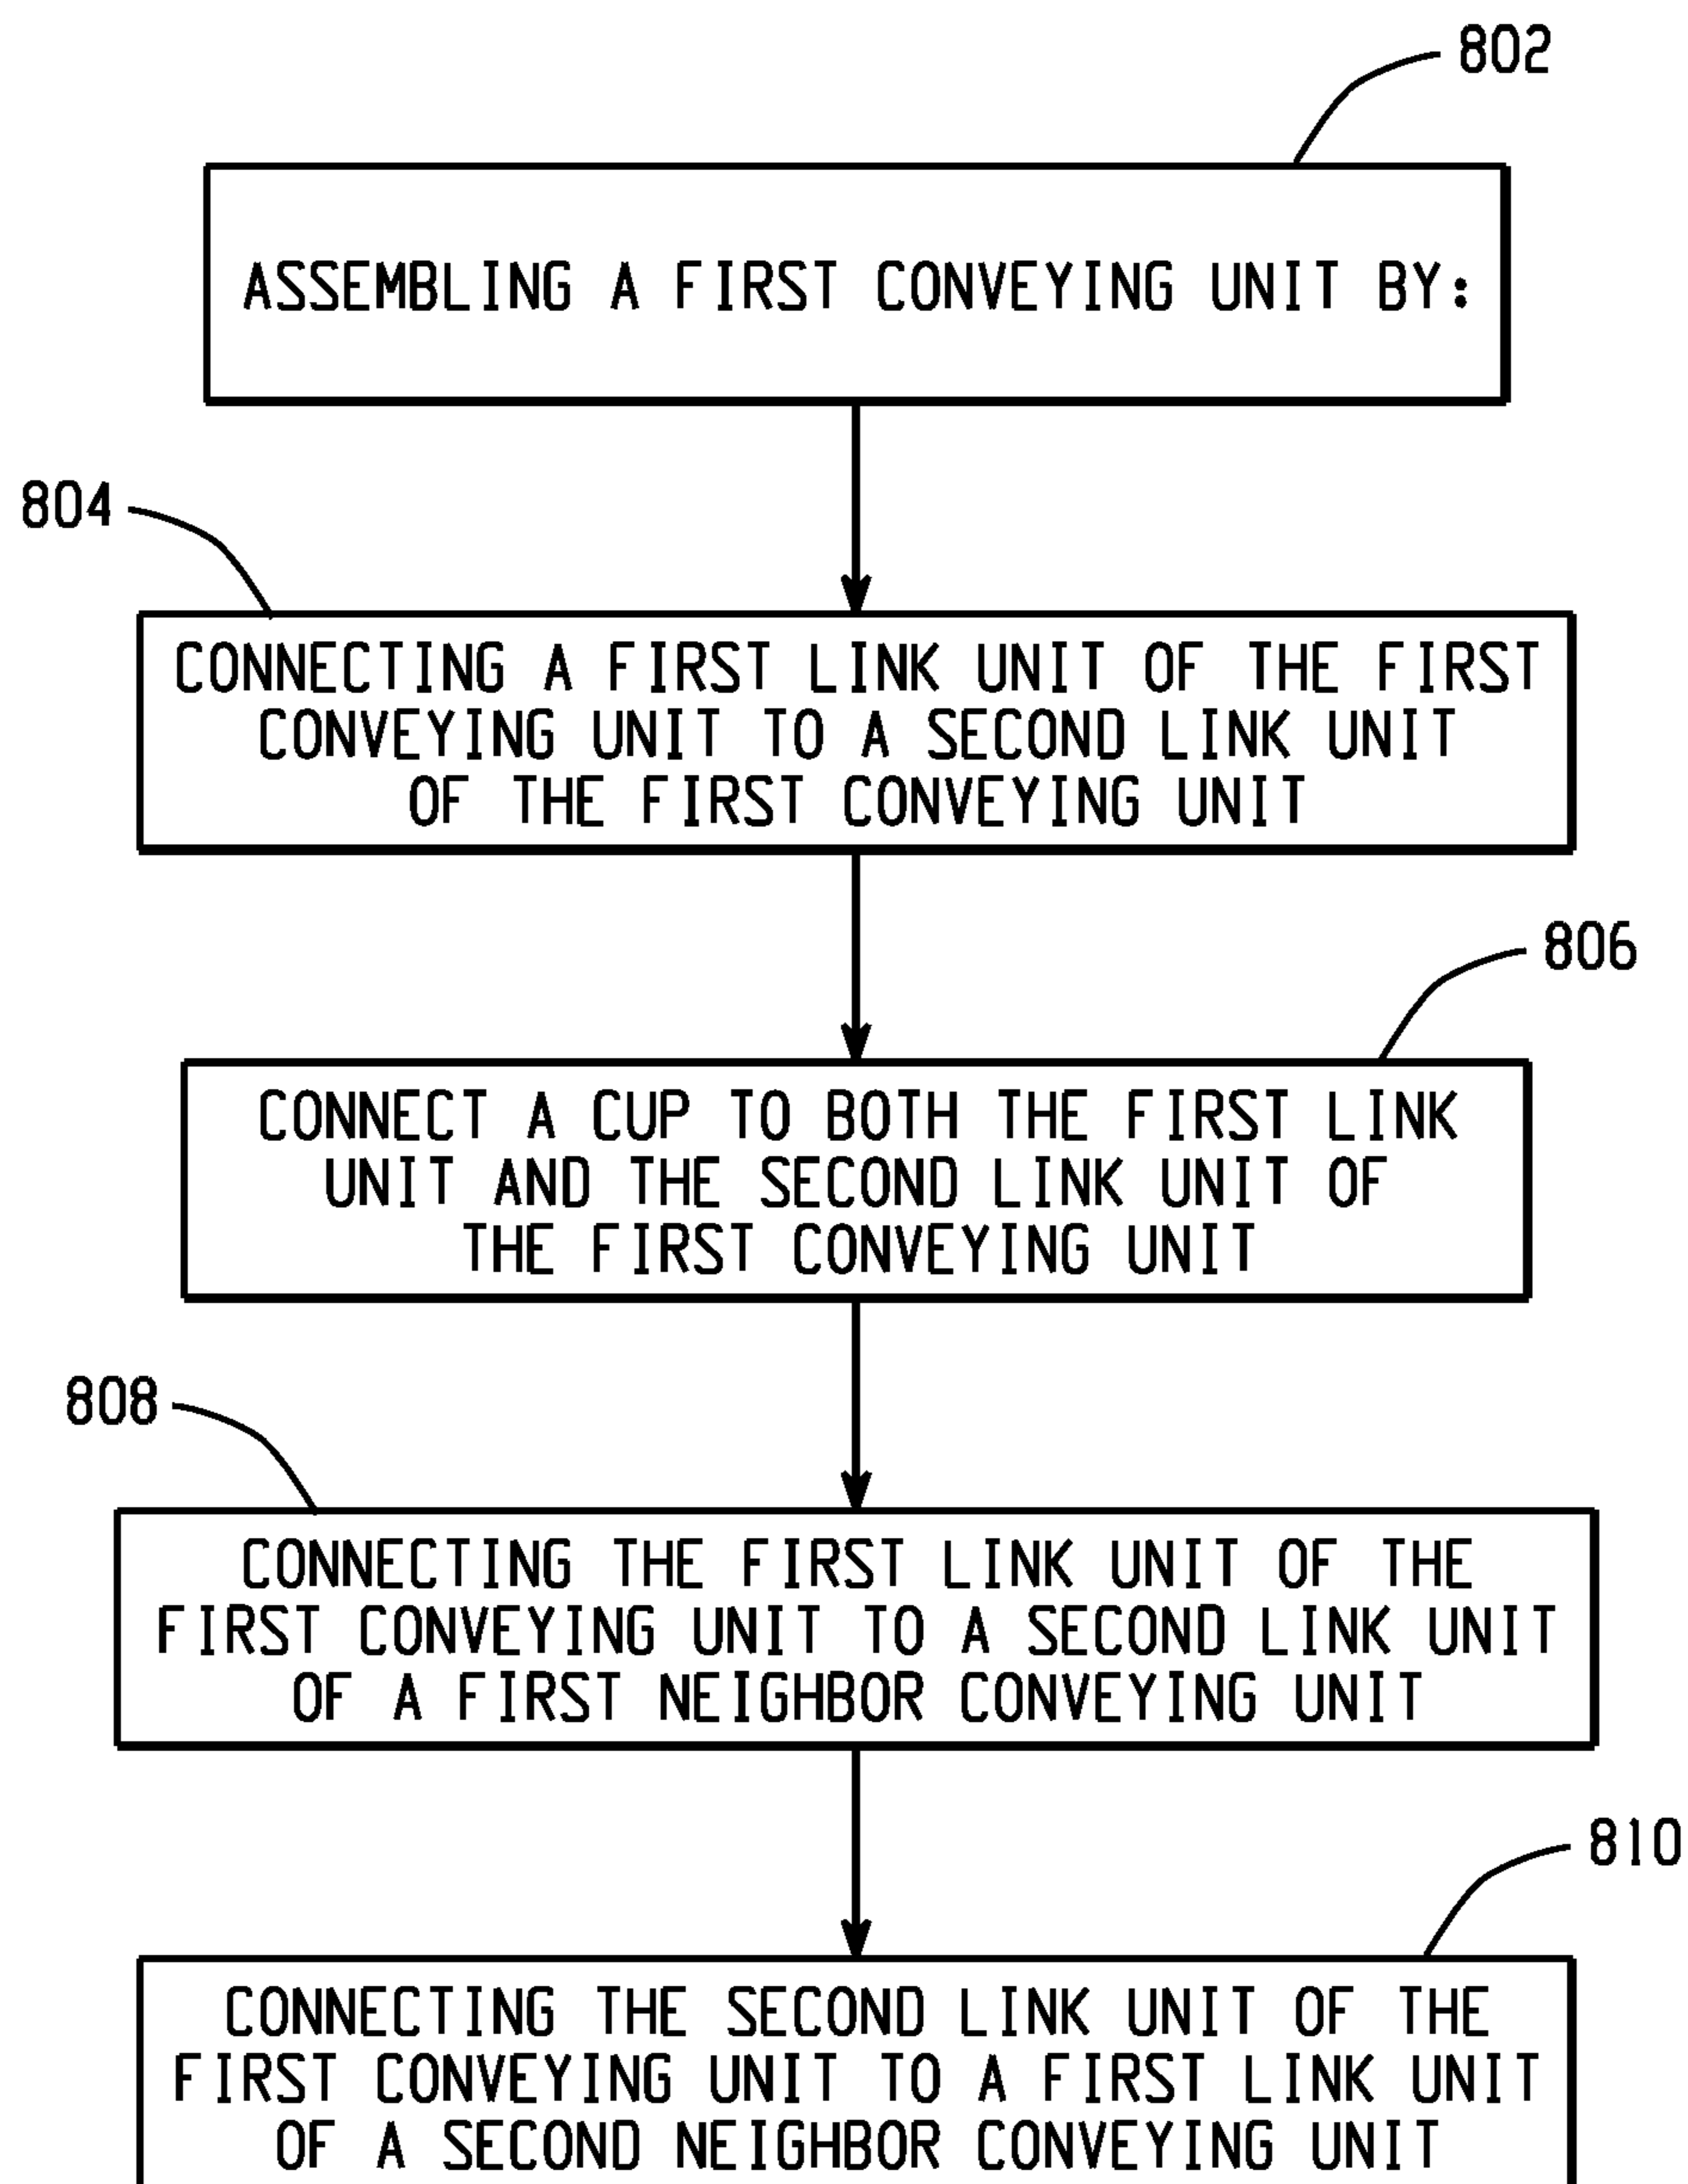 802
ASSEMBLING A FIRST CONVEYING UNIT BY:
804
CONNECTING A FIRST LINK UNIT OF THE FIRST
CONVEYING UNIT TO A SECOND LINK UNIT
OF THE FIRST CONVEYING UNIT
806
CONNECT A CUP TO BOTH THE FIRST LINK
UNIT AND THE SECOND LINK UNIT OF
THE FIRST CONVEYING UNIT
808
CONNECTING THE FIRST LINK UNIT OF THE
FIRST CONVEYING UNIT TO A SECOND LINK UNIT
OF A FIRST NEIGHBOR CONVEYING UNIT
810
CONNECTING THE SECOND LINK UNIT OF THE
FIRST CONVEYING UNIT TO A FIRST LINK UNIT
OF A SECOND NEIGHBOR CONVEYING UNIT